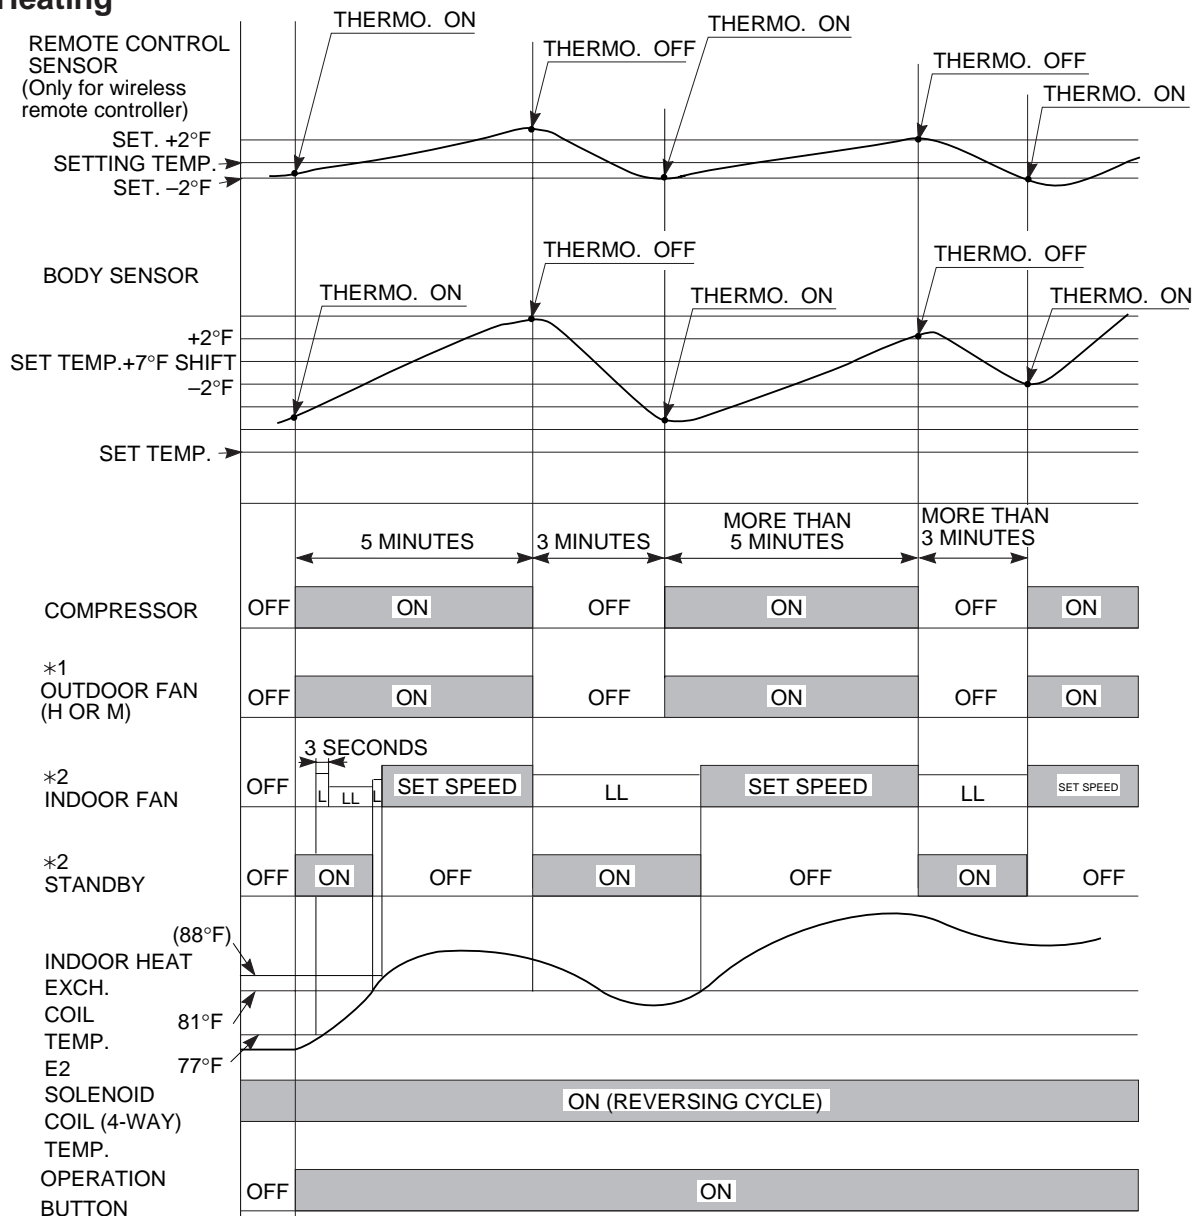 Heating
THERMO. ON
THERMO. ON
REMOTE CONTROL
SENSOR
(Only for wireless
remote controller)
THERMO. OFF
THERMO. OFF
THERMO. ON
SET. +2°F
SETTING TEMP.
SET. –2°F
BODY SENSOR
THERMO. OFF
THERMO. OFF
THERMO. ON
THERMO. ON
THERMO. ON
+2°F
SET TEMP.+7°F SHIFT
–2°F
SET TEMP.
5 MINUTES
3 MINUTES
MORE THAN
5 MINUTES
MORE THAN
3 MINUTES
COMPRESSOR
OFF ON OFF ON OFF ON
*1
OUTDOOR FAN
(H OR M)
OFF ON OFF ON OFF ON
3 SECONDS
*2
INDOOR FAN
OFF L LL L SET SPEED LL SET SPEED LL SET SPEED
*2
STANDBY
OFF ON OFF ON OFF ON OFF
(88°F)
INDOOR HEAT
EXCH.
COIL
81°F
TEMP.
E2
77°F
SOLENOID
COIL (4-WAY)
TEMP.
ON (REVERSING CYCLE)
OPERATION
BUTTON
OFF ON